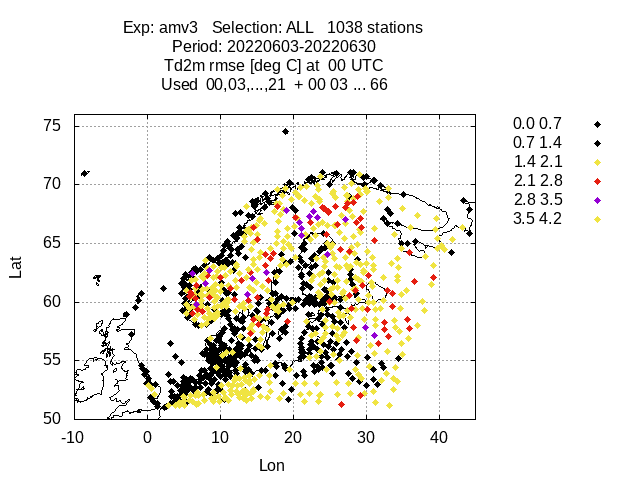 Exp: amv3   Selection: ALL   1038 stations
Period: 20220603-20220630
Td2m rmse [deg C] at  00 UTC
Used  00,03,...,21  + 00 03 ... 66
0.0 0.7
0.7 1.4
1.4 2.1
2.1 2.8
2.8 3.5
3.5 4.2
75
70
65
60
55
50
Lat
-10 0 10 20 30 40
Lon